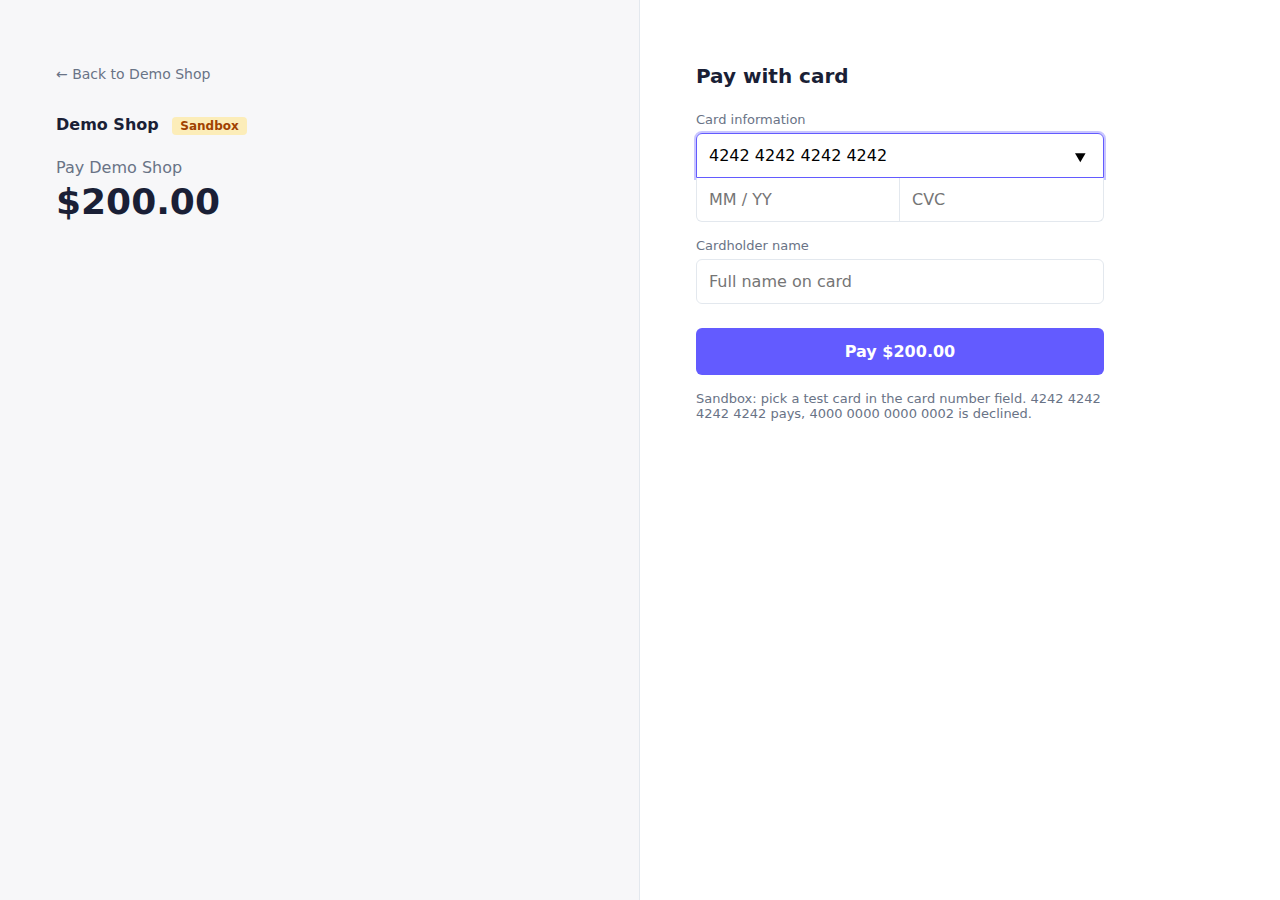 ← Back to Demo Shop
Demo Shop Sandbox
Pay Demo Shop
$200.00
Pay with card
Card information
4242 4242 4242 4242
MM / YY CVC
Cardholder name
Full name on card
Pay $200.00
Sandbox: pick a test card in the card number field. 4242 4242
4242 4242 pays, 4000 0000 0000 0002 is declined.